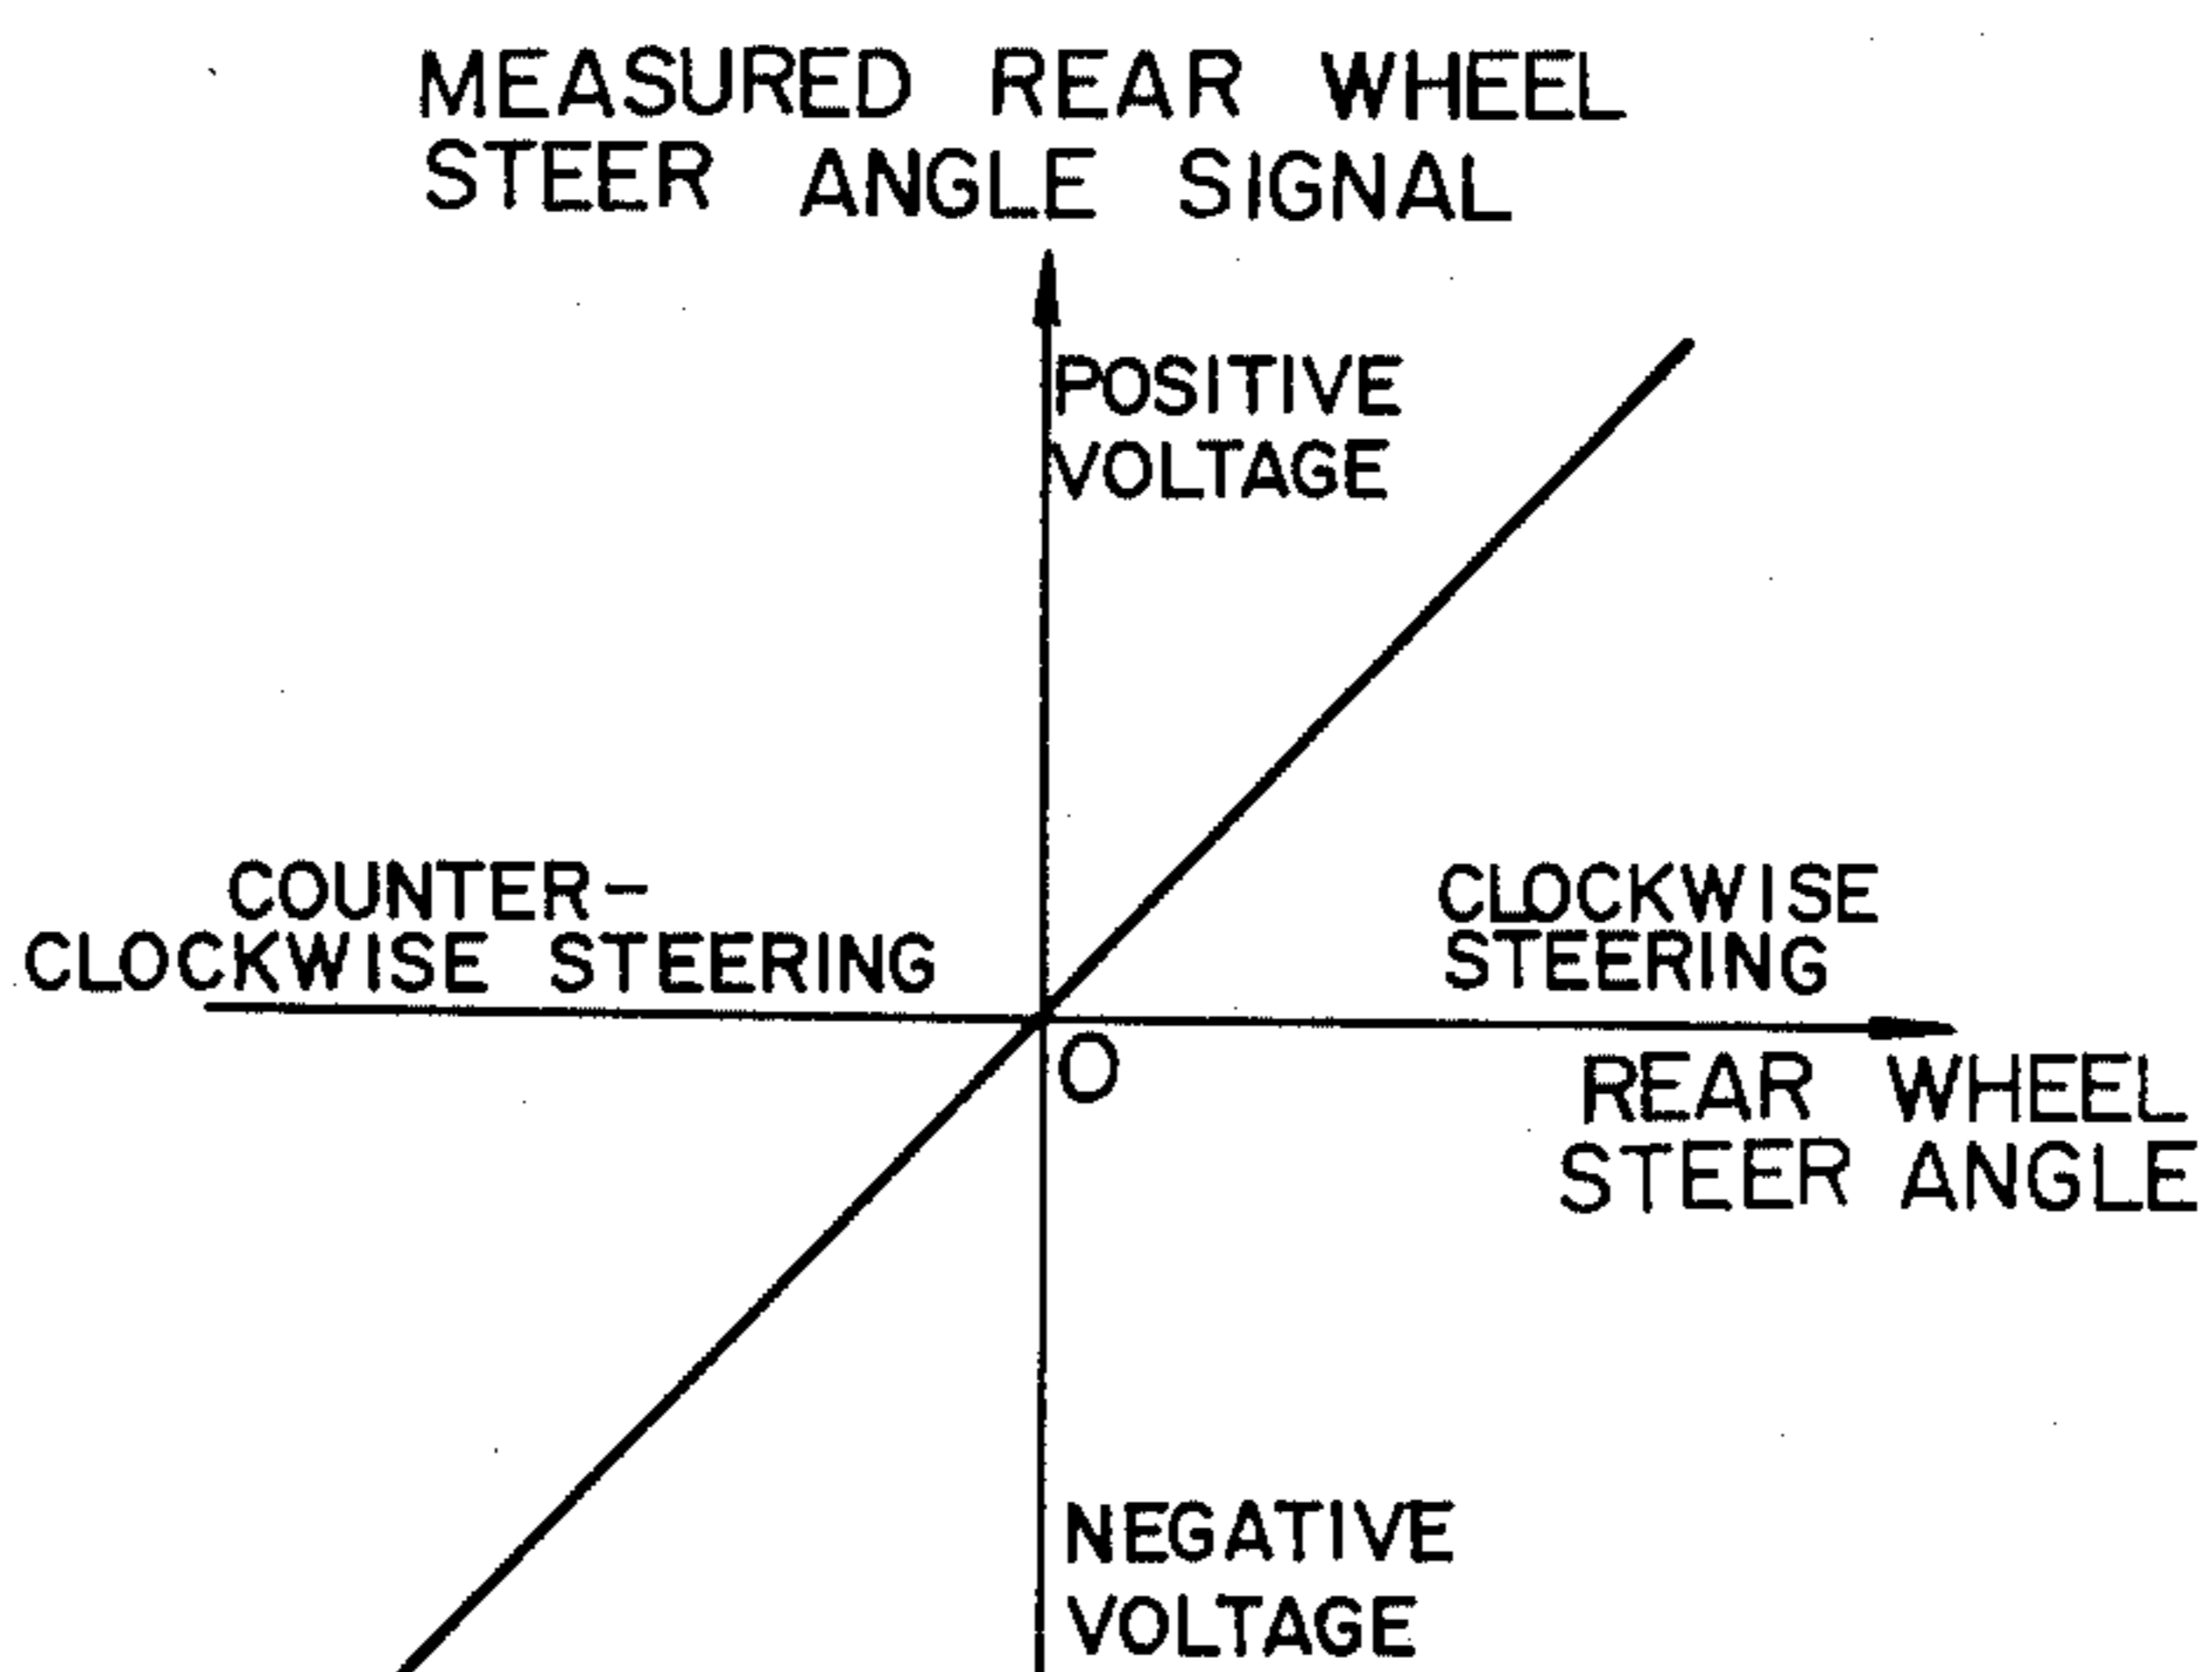 MEASURED REAR WHEEL
STEER ANGLE SIGNAL
POSITIVE
VOLTAGE
COUNTER-
CLOCKWISE STEERING
CLOCKWISE
STEERING
O
REAR WHEEL
STEER ANGLE
NEGATIVE
VOLTAGE